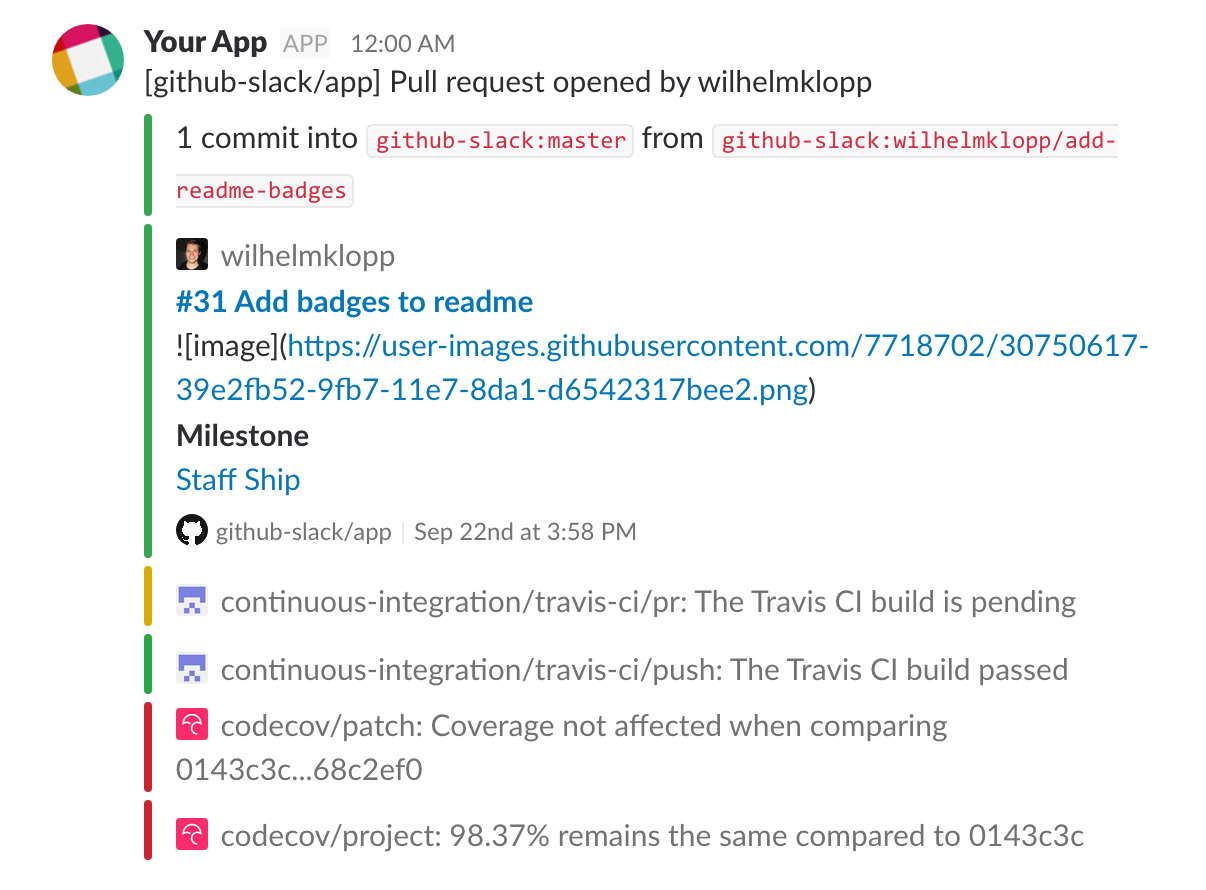 Your App APP 12:00 AM
[github-slack/app] Pull request opened by wilhelmklopp
1 commit into github-slack:master from github-slack:wilhelmklopp/add-
readme-badges
wilhelmklopp
#31 Add badges to readme
![image](https://user-images.githubusercontent.com/7718702/30750617-
39e2fb52-9fb7-11e7-8da1-d6542317bee2.png)
Milestone
Staff Ship
github-slack/app | Sep 22nd at 3:58 PM
continuous-integration/travis-ci/pr: The Travis CI build is pending
continuous-integration/travis-ci/push: The Travis CI build passed
codecov/patch: Coverage not affected when comparing
0143c3c...68c2ef0
codecov/project: 98.37% remains the same compared to 0143c3c